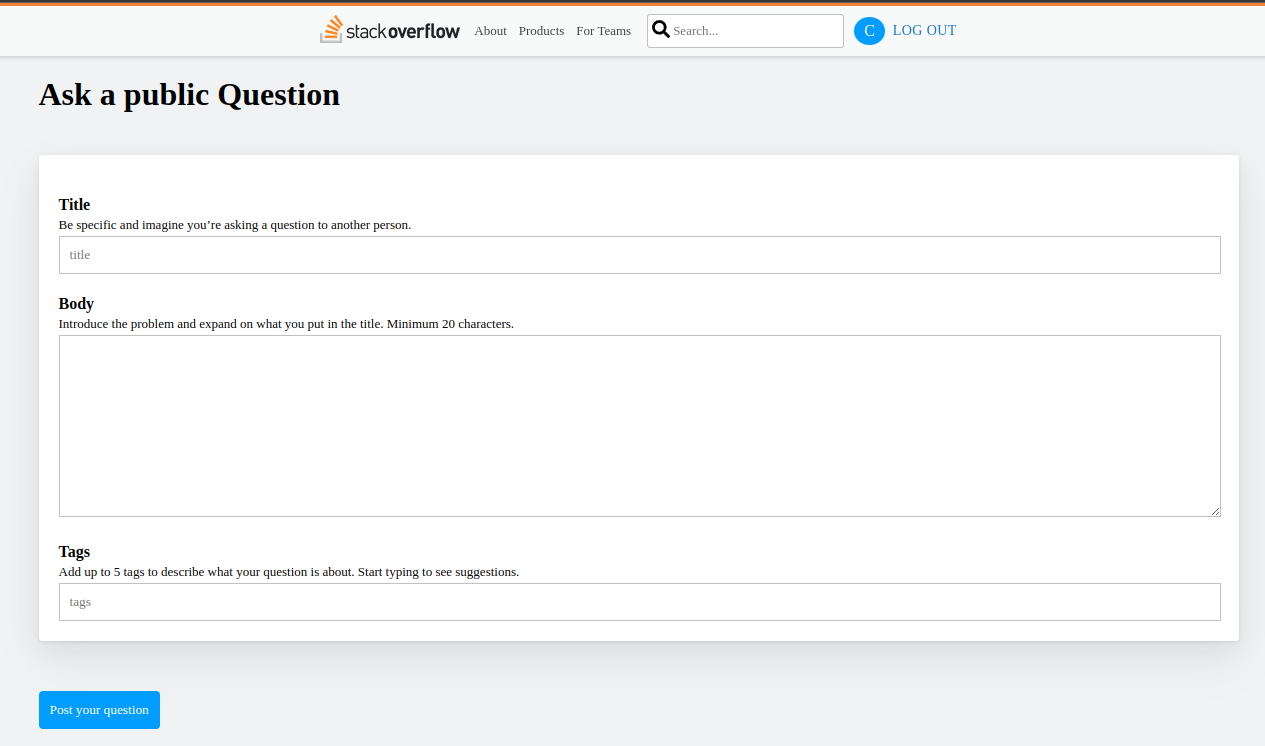 stackoverflow About Products For Teams Search... C LOG OUT
Ask a public Question
Title
Be specific and imagine you’re asking a question to another person.
title
Body
Introduce the problem and expand on what you put in the title. Minimum 20 characters.
Tags
Add up to 5 tags to describe what your question is about. Start typing to see suggestions.
tags
Post your question